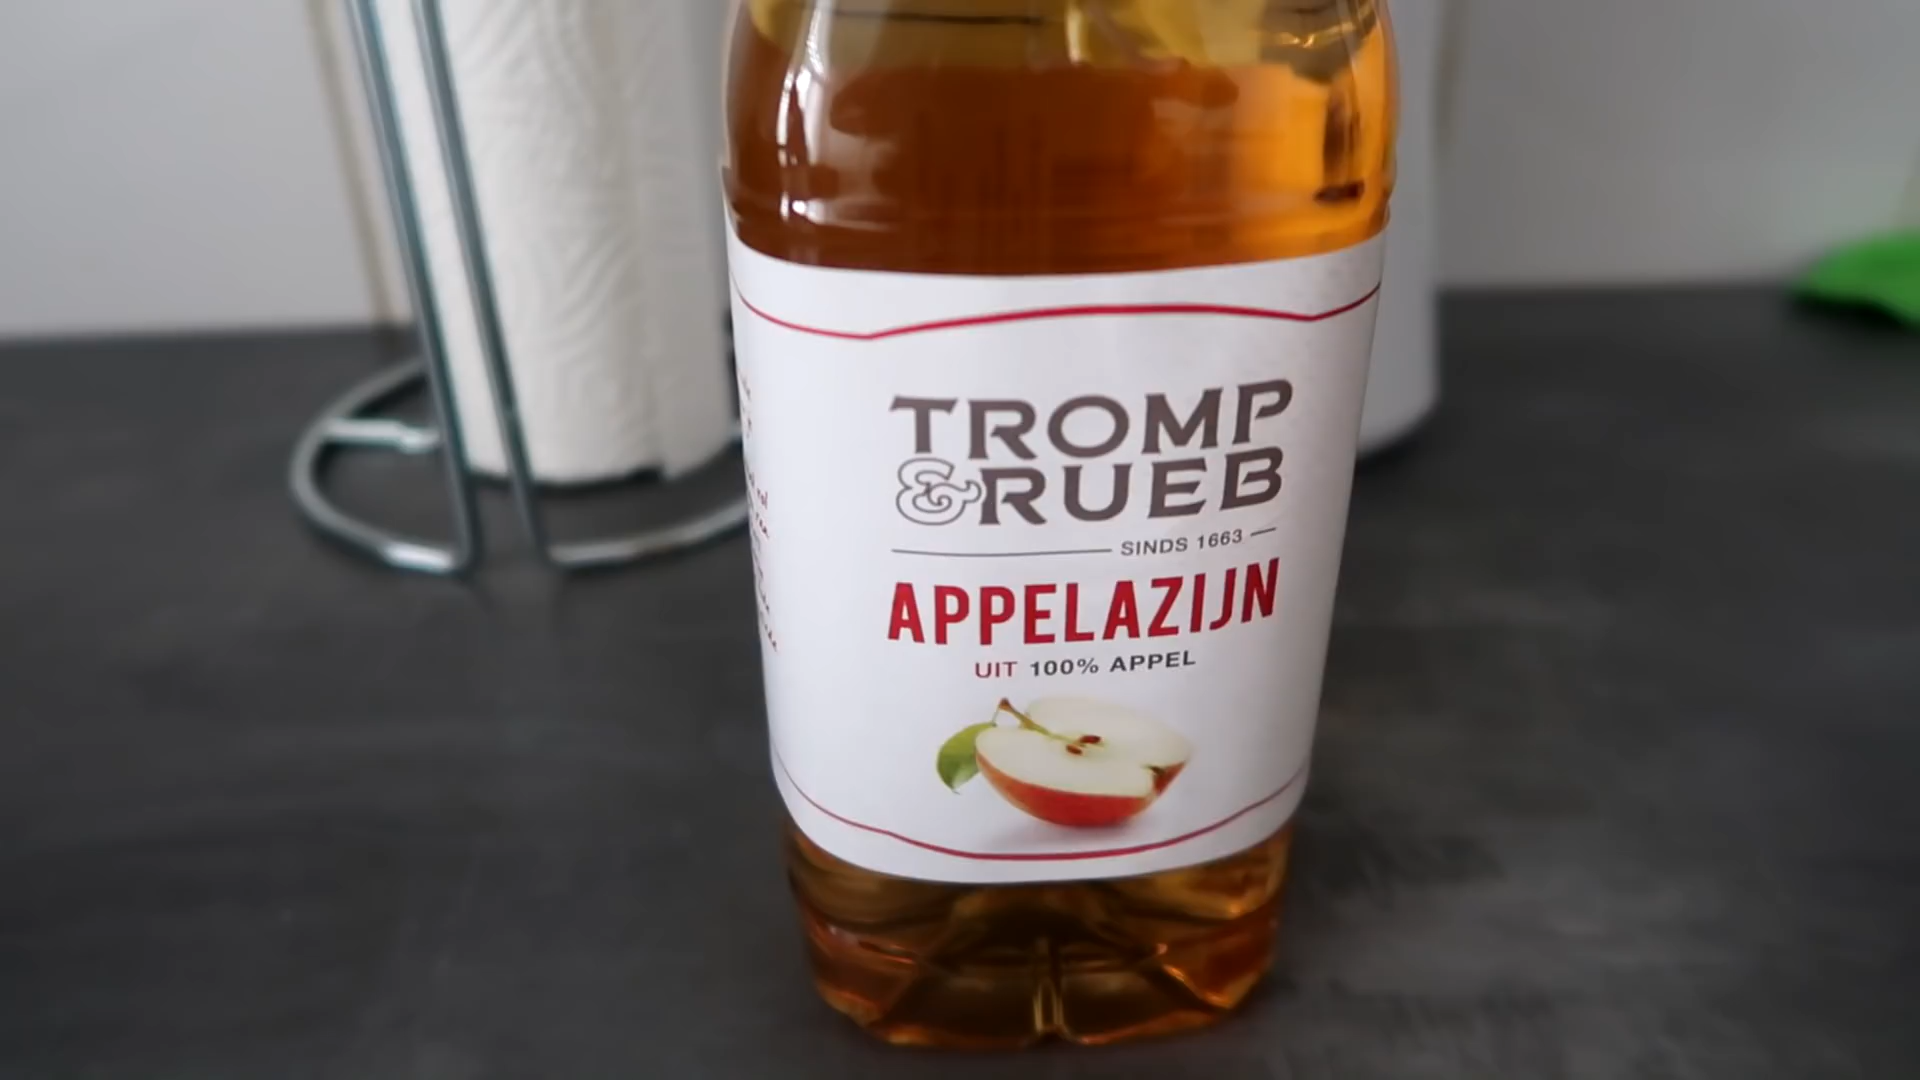 TROMP
&RUEB
SINDS 1663
APPELAZIJN
UIT 100% APPEL